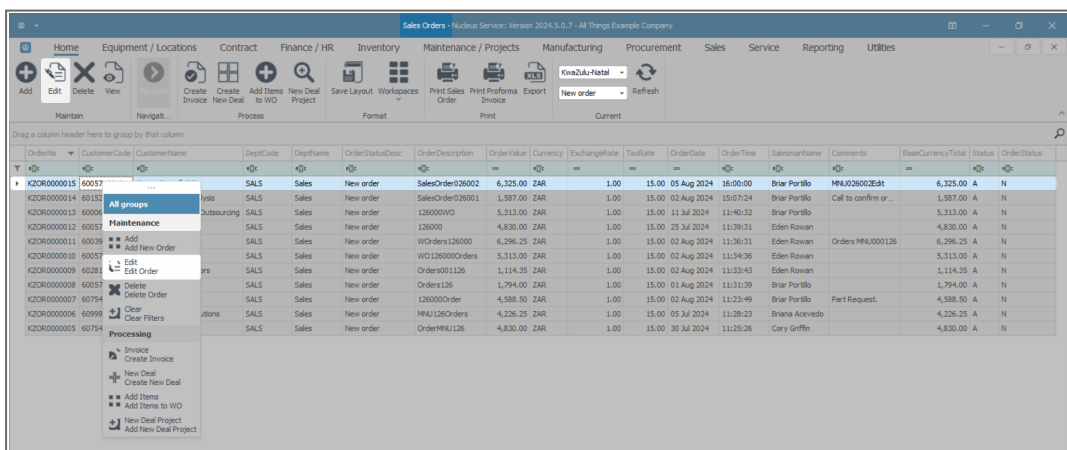 Sales Orders - Nucleus Service: Version 2024.5.0.7 - All Things Example Company
Home Equipment / Locations Contract Finance / HR Inventory Maintenance / Projects Manufacturing Procurement Sales Service Reporting Utilities
Add Edit Delete View Create Invoice Create New Deal Add Items to WO New Deal Project Save Layout Workspaces Print Sales Order Print Proforma Invoice Export KwaZulu-Natal New order Refresh
Maintain Navigati... Process Format Print Current
Drag a column header here to group by that column
OrderNo CustomerCode CustomerName DeptCode DeptName OrderStatusDesc OrderDescription OrderValue Currency ExchangeRate TaxRate OrderDate OrderTime SalesmanName Comments BaseCurrencyTotal Status OrderStatus
KZOR0000015 60057 SALS Sales New order SalesOrder026002 6,325.00 ZAR 1.00 15.00 05 Aug 2024 16:00:00 Briar Portillo MNU026002Edit 6,325.00 A N
KZOR0000014 60152 lysis SALS Sales New order SalesOrder026001 1,587.00 ZAR 1.00 15.00 02 Aug 2024 15:07:24 Briar Portillo Call to confirm or... 1,587.00 A N
KZOR0000013 60006 Outsourcing SALS Sales New order 126000WO 5,313.00 ZAR 1.00 15.00 11 Jul 2024 11:40:32 Briar Portillo 5,313.00 A N
KZOR0000012 60057 SALS Sales New order 126000 4,830.00 ZAR 1.00 15.00 25 Jul 2024 11:39:31 Eden Rowan 4,830.00 A N
KZOR0000011 60039 SALS Sales New order WOrders126000 6,296.25 ZAR 1.00 15.00 02 Aug 2024 11:36:31 Eden Rowan Orders MNU000126 6,296.25 A N
KZOR0000010 60057 SALS Sales New order WO126000Orders 5,313.00 ZAR 1.00 15.00 02 Aug 2024 11:34:36 Eden Rowan 5,313.00 A N
KZOR0000009 60281 ors SALS Sales New order Orders001126 1,114.35 ZAR 1.00 15.00 02 Aug 2024 11:33:43 Eden Rowan 1,114.35 A N
KZOR0000008 60057 SALS Sales New order Orders126 1,794.00 ZAR 1.00 15.00 01 Aug 2024 11:31:39 Briar Portillo 1,794.00 A N
KZOR0000007 60754 SALS Sales New order 126000Order 4,588.50 ZAR 1.00 15.00 02 Aug 2024 11:23:49 Briar Portillo Part Request. 4,588.50 A N
KZOR0000006 60999 utions SALS Sales New order MNU126Orders 4,226.25 ZAR 1.00 15.00 05 Jul 2024 11:28:23 Briana Acevedo 4,226.25 A N
KZOR0000005 60754 SALS Sales New order OrderMNU126 4,830.00 ZAR 1.00 15.00 30 Jul 2024 11:25:26 Cory Griffin 4,830.00 A N
...
All groups
Maintenance
Add
Add New Order
Edit
Edit Order
Delete
Delete Order
Clear
Clear Filters
Processing
Invoice
Create Invoice
New Deal
Create New Deal
Add Items
Add Items to WO
New Deal Project
Add New Deal Project